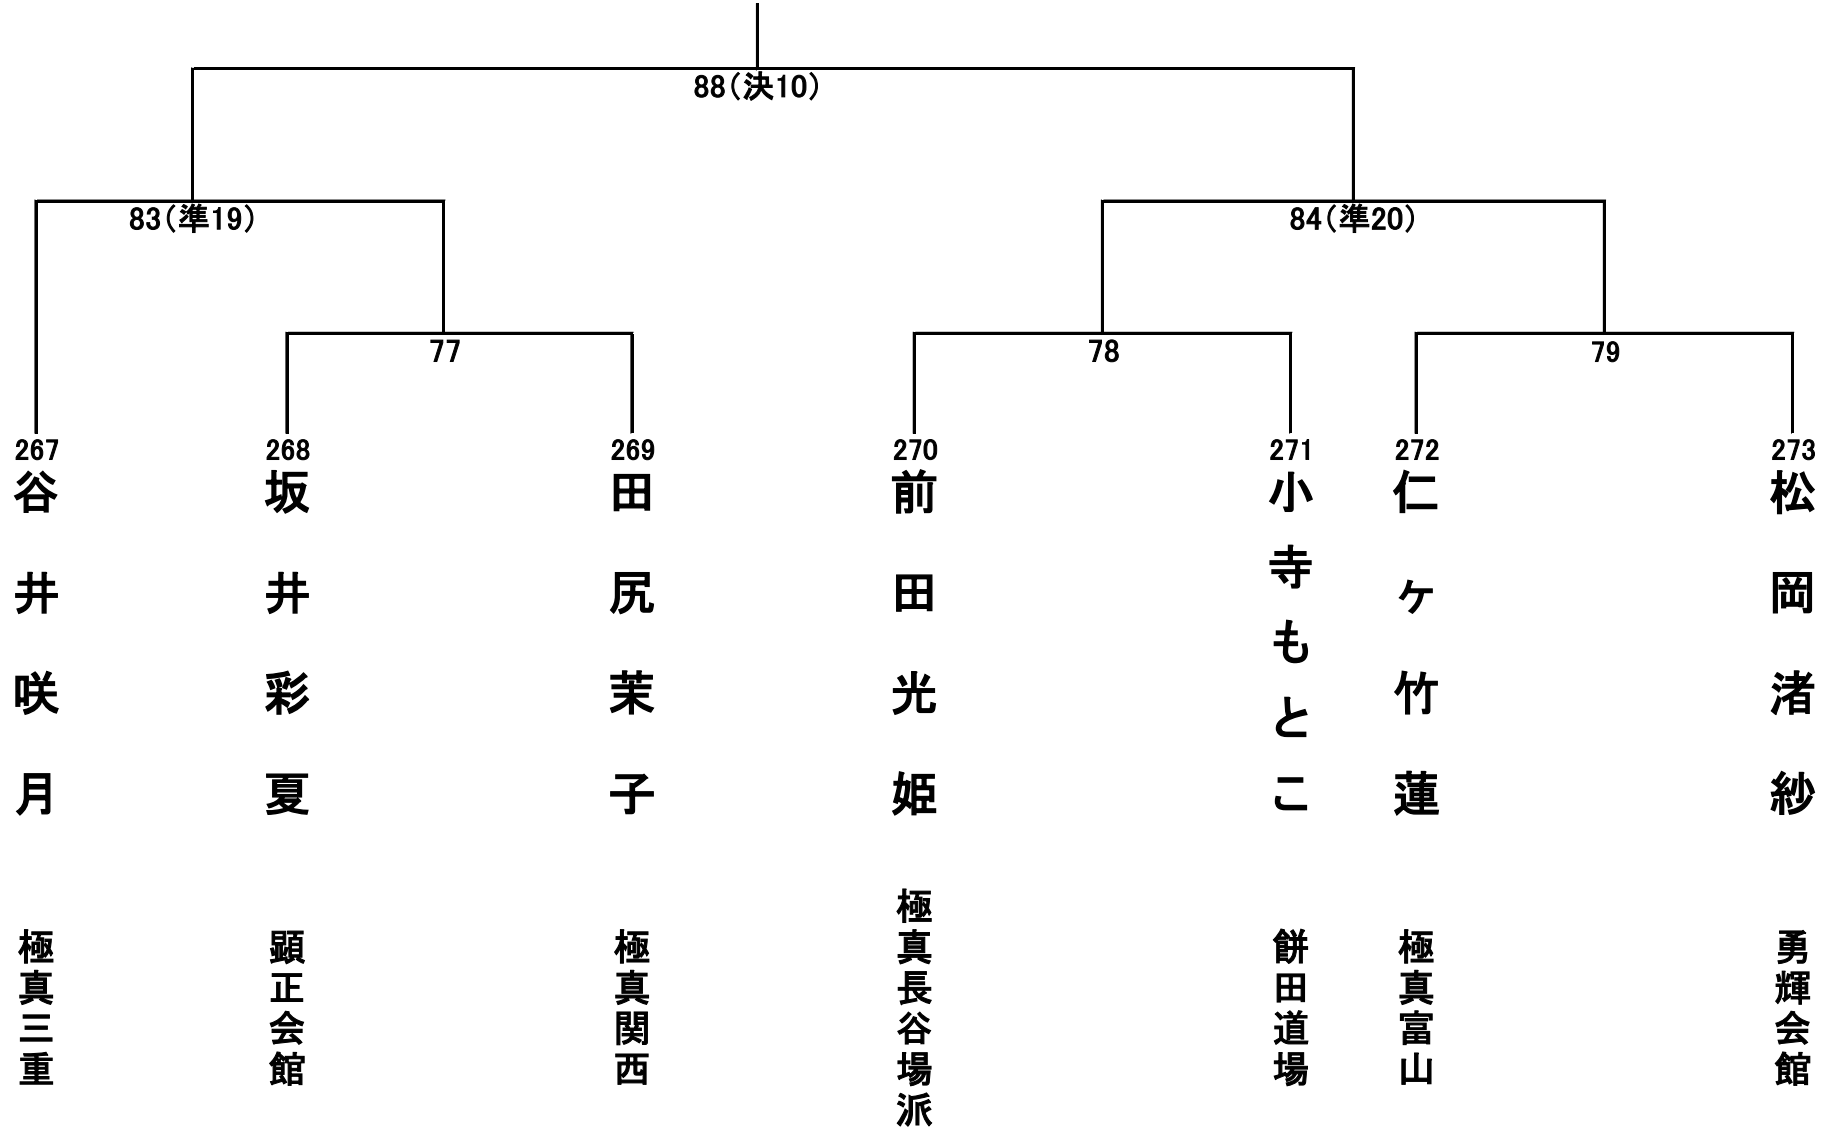 88(決10)
83(準19)
84(準20)
77
78
79
267
谷井咲月
極真三重
268
坂井彩夏
顕正会館
269
田尻茉子
極真関西
270
前田光姫
極真長谷場派
271
小寺もとこ
餅田道場
272
仁ヶ竹蓮
極真富山
273
松岡渚紗
勇輝会館